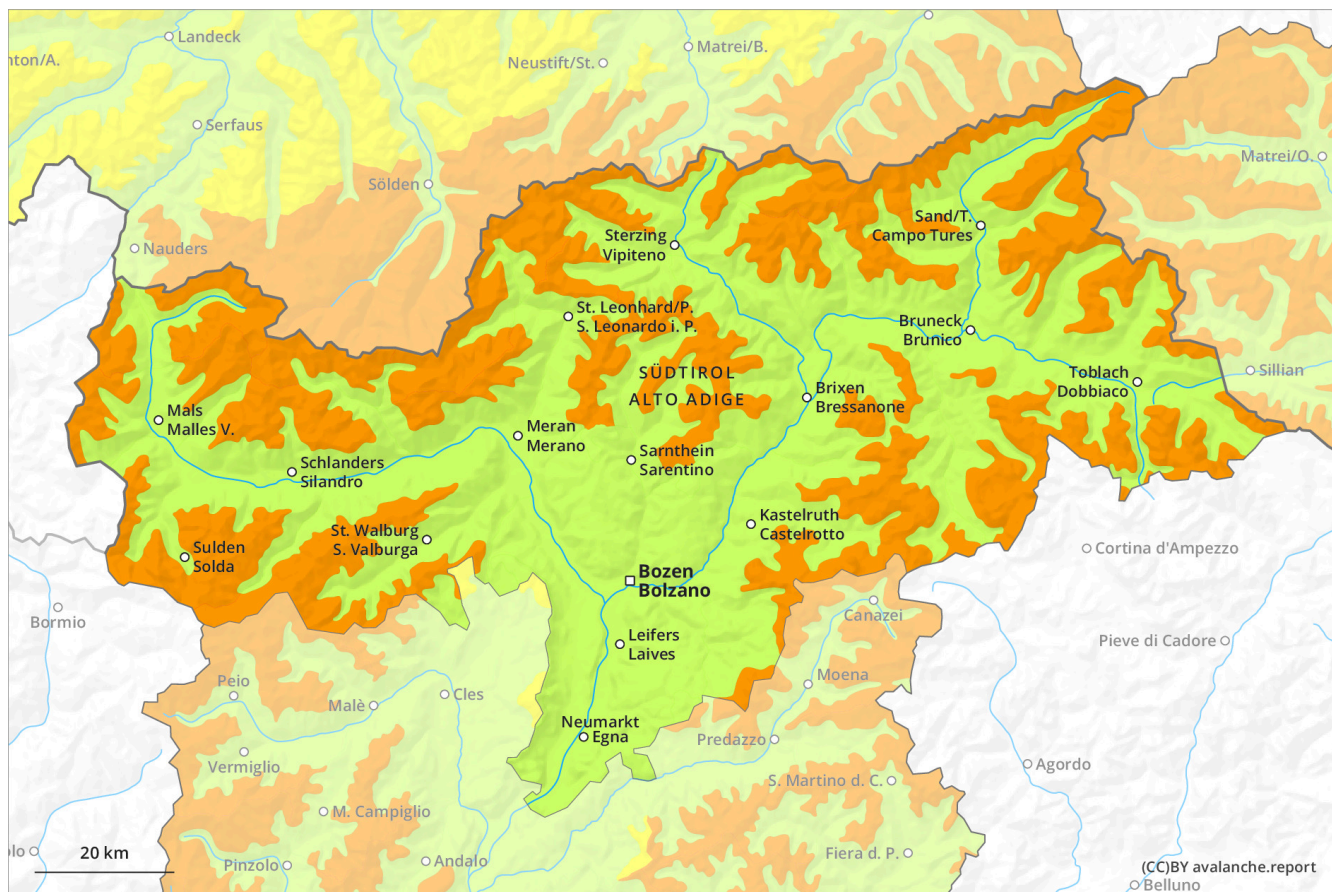 Landeck
Matrei/B.
nton/A.
Neustift/St.
Serfaus
Matrei/O.
Sölden
Sand/T.
Campo Tures
Sterzing
Vipiteno
Nauders
St. Leonhard/P.
S. Leonardo i. P.
Bruneck
Brunico
SÜDTIROL
ALTO ADIGE
Toblach
Dobbiaco
Sillian
Brixen
Bressanone
Mals
Malles V.
Meran
Merano
Sarnthein
Sarentino
Schlanders
Silandro
Kastelruth
Castelrotto
St. Walburg
S. Valburga
Sulden
Solda
Cortina d'Ampezzo
Bozen
Bolzano
Bormio
Canazei
Leifers
Laives
Pieve di Cadore
Peio
Moena
Malè
Cles
Neumarkt
Egna
Predazzo
Vermiglio
Agordo
S. Martino d. C.
M. Campiglio
olo
20 km
Pinzolo
Andalo
Fiera d. P.
(CC)BY avalanche.report
Belluno